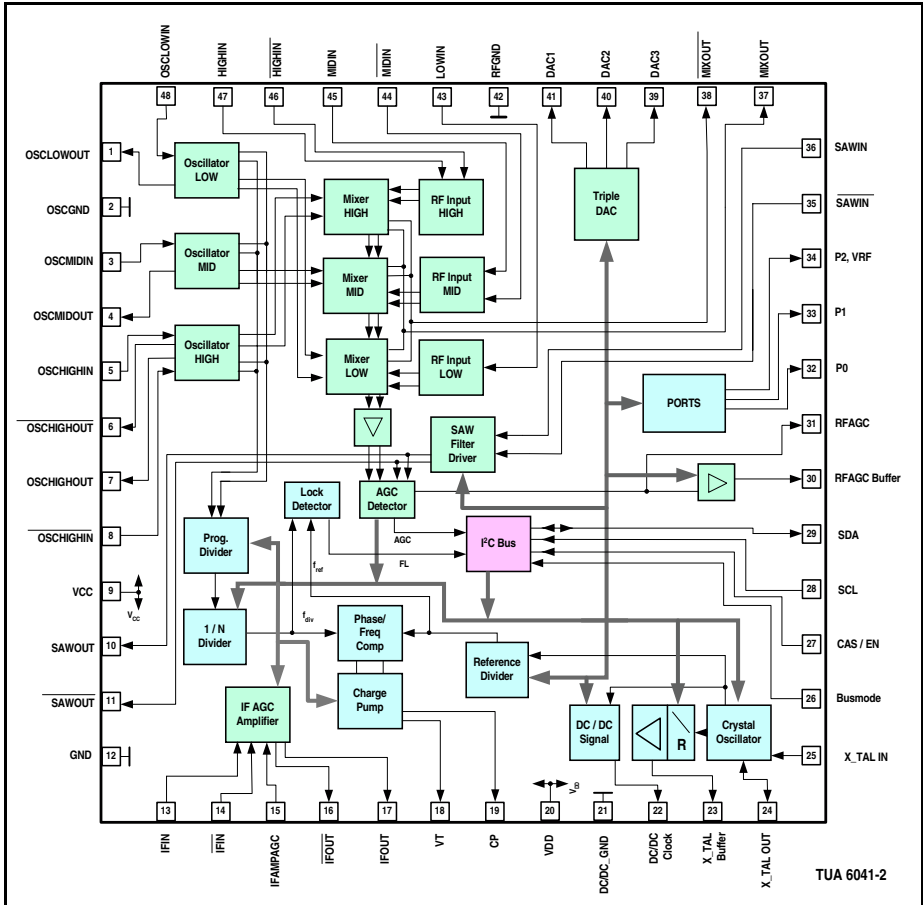 OSCLOWIN
HIGHIN
HIGHIN
MIDIN
MIDIN
LOWIN
RFGND
DAC1
DAC2
DAC3
MIXOUT
MIXOUT
48
47
46
45
44
43
42
41
40
39
38
37
OSCLOWOUT
1
OSCGND
2
OSCMIDIN
3
OSCMIDOUT
4
OSCHIGHIN
5
OSCHIGHOUT
6
OSCHIGHOUT
7
OSCHIGHIN
8
VCC
9
VCC
SAWOUT
10
SAWOUT
11
GND
12
Oscillator
LOW
Oscillator
MID
Oscillator
HIGH
Mixer
HIGH
Mixer
MID
Mixer
LOW
RF Input
HIGH
RF Input
MID
RF Input
LOW
Triple
DAC
PORTS
SAW
Filter
Driver
Lock
Detector
AGC
Detector
AGC
FL
I²C Bus
Prog.
Divider
1 / N
Divider
fref
fdiv
Phase/
Freq
Comp
Charge
Pump
Reference
Divider
IF AGC
Amplifier
DC / DC
Signal
/
R
Crystal
Oscillator
36
SAWIN
35
SAWIN
34
P2, VRF
33
P1
32
P0
31
RFAGC
30
RFAGC Buffer
29
SDA
28
SCL
27
CAS / EN
26
Busmode
25
X_TAL IN
VB
13
14
15
16
17
18
19
20
21
22
23
24
IFIN
IFIN
IFAMPAGC
IFOUT
IFOUT
VT
CP
VDD
DC/DC_GND
DC/DC
Clock
X_TAL
Buffer
X_TAL OUT
TUA 6041-2